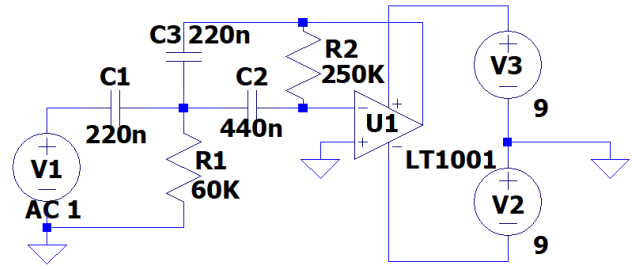 C3 220n
R2
250K
C1
220n
C2
440n
U1
LT1001
V3
9
R1
60K
V1
AC 1
V2
9